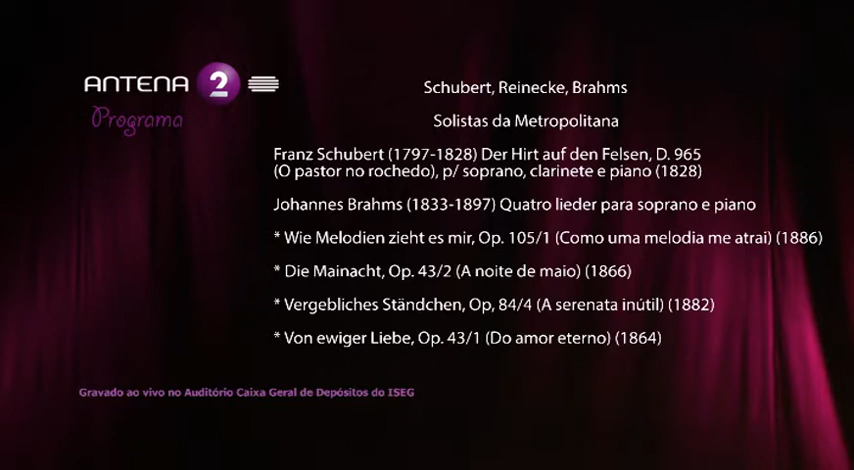 ANTENA 2
Programa
Schubert, Reinecke, Brahms
Solistas da Metropolitana
Franz Schubert (1797-1828) Der Hirt auf den Felsen, D. 965
(O pastor no rochedo), p/ soprano, clarinete e piano (1828)
Johannes Brahms (1833-1897) Quatro lieder para soprano e piano
* Wie Melodien zieht es mir, Op. 105/1 (Como uma melodia me atrai) (1886)
* Die Mainacht, Op. 43/2 (A noite de maio) (1866)
* Vergebliches Ständchen, Op, 84/4 (A serenata inútil) (1882)
* Von ewiger Liebe, Op. 43/1 (Do amor eterno) (1864)
Gravado ao vivo no Auditório Caixa Geral de Depósitos do ISEG